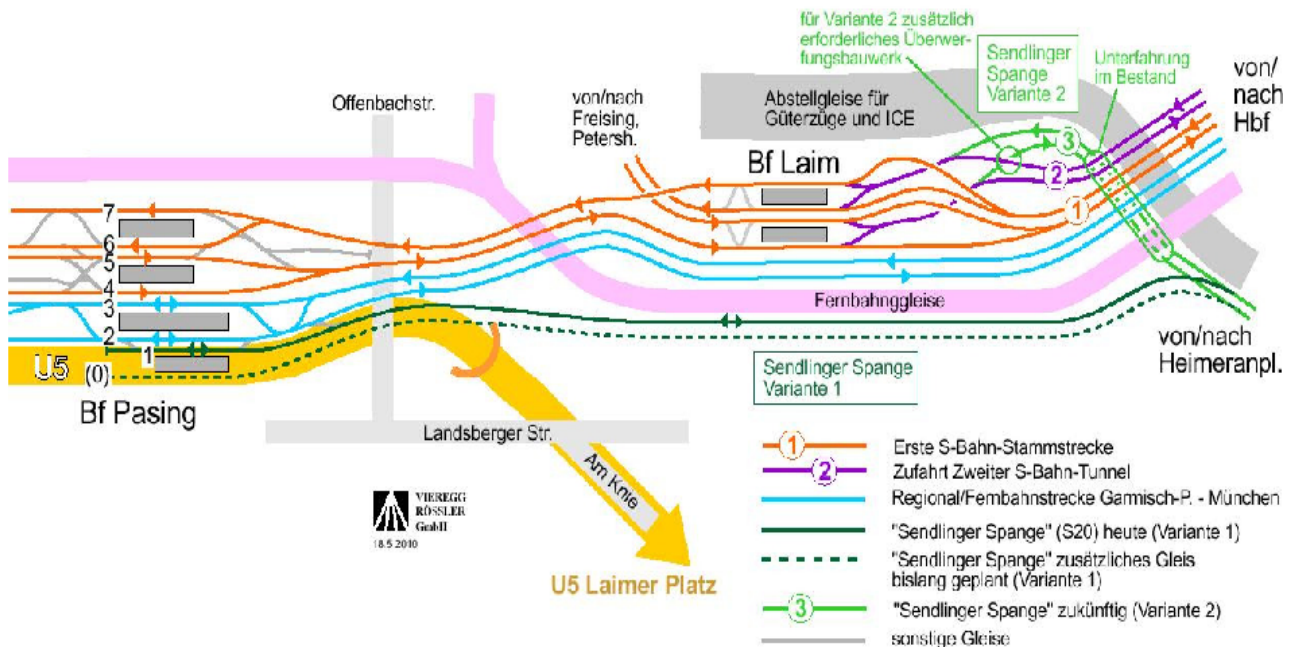 für Variante 2 zusätzlich
erforderliches Überwer-
fungsbauwerk
Sendlinger
Spange
Variante 2
Unterfahrung
im Bestand
von/
nach
Hbf
Offenbachstr.
von/nach
Freising,
Petersh.
Abstellgleise für
Güterzüge und ICE
Bf Laim
3
2
1
7
6
5
4
3
2
1
(0)
U5
Bf Pasing
Fernbahngleise
von/nach
Heimeranpl.
Sendlinger Spange
Variante 1
Landsberger Str.
Am Knie
VIEREGG
RÖSSLER
GmbH
18.5.2010
U5 Laimer Platz
1 Erste S-Bahn-Stammstrecke
2 Zufahrt Zweiter S-Bahn-Tunnel
Regional/Fernbahnstrecke Garmisch-P. - München
"Sendlinger Spange" (S20) heute (Variante 1)
"Sendlinger Spange" zusätzliches Gleis
bislang geplant (Variante 1)
3 "Sendlinger Spange" zukünftig (Variante 2)
sonstige Gleise